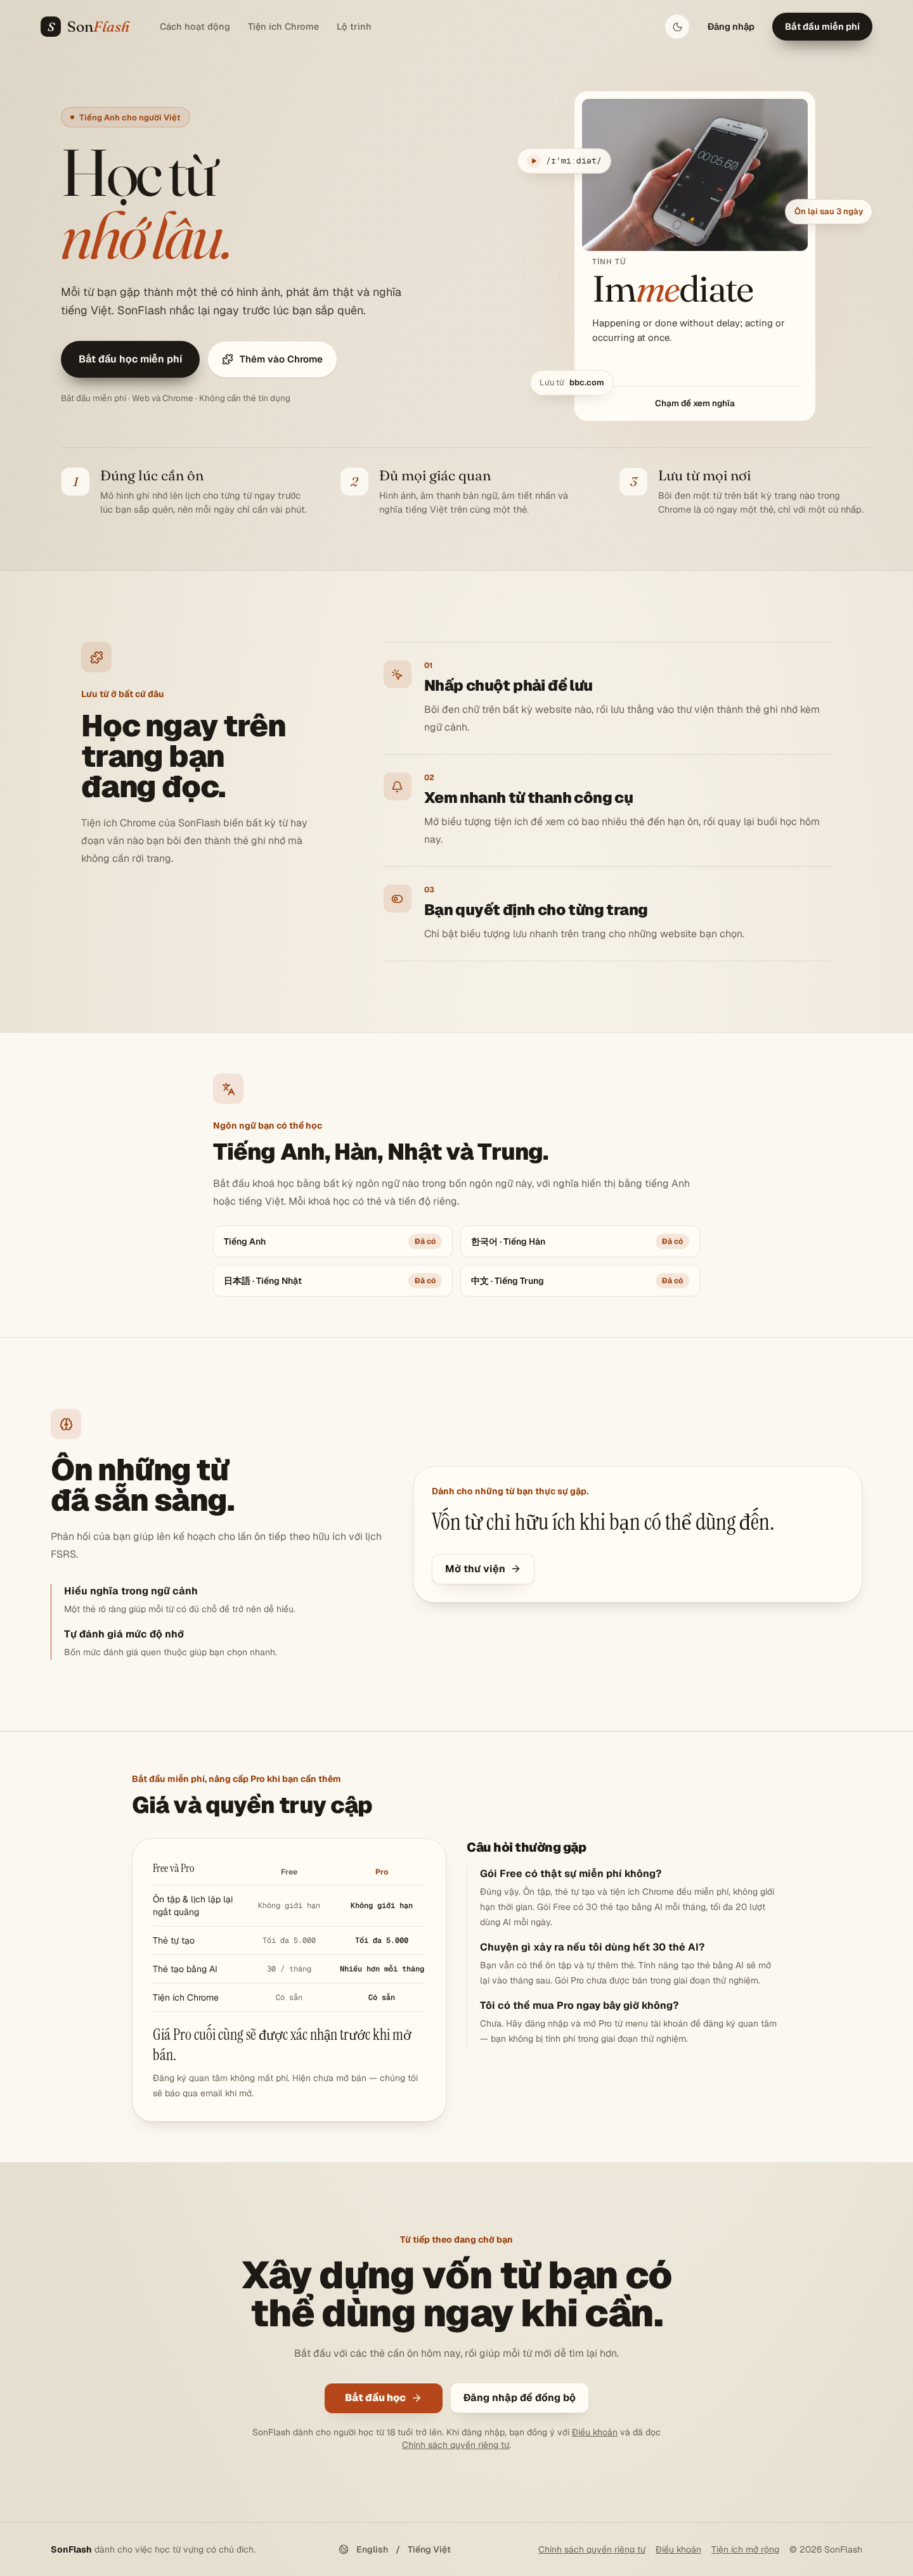 S SonFlash Cách hoạt động Tiện ích Chrome Lộ trình Đăng nhập Bắt đầu miễn phí
Tiếng Anh cho người Việt
Học từ
nhớ lâu.
Mỗi từ bạn gặp thành một thẻ có hình ảnh, phát âm thật và nghĩa
tiếng Việt. SonFlash nhắc lại ngay trước lúc bạn sắp quên.
Bắt đầu học miễn phí Thêm vào Chrome
Bắt đầu miễn phí · Web và Chrome · Không cần thẻ tín dụng
00:05.60
/ɪˈmiːdiət/
Ôn lại sau 3 ngày
TÍNH TỪ
Immediate
Happening or done without delay; acting or
occurring at once.
Lưu từ bbc.com
Chạm để xem nghĩa
1 Đúng lúc cần ôn
Mô hình ghi nhớ lên lịch cho từng từ ngay trước
lúc bạn sắp quên, nên mỗi ngày chỉ cần vài phút.
2 Đủ mọi giác quan
Hình ảnh, âm thanh bản ngữ, âm tiết nhấn và
nghĩa tiếng Việt trên cùng một thẻ.
3 Lưu từ mọi nơi
Bôi đen một từ trên bất kỳ trang nào trong
Chrome là có ngay một thẻ, chỉ với một cú nhấp.
Lưu từ ở bất cứ đâu
Học ngay trên
trang bạn
đang đọc.
Tiện ích Chrome của SonFlash biến bất kỳ từ hay
đoạn văn nào bạn bôi đen thành thẻ ghi nhớ mà
không cần rời trang.
01
Nhấp chuột phải để lưu
Bôi đen chữ trên bất kỳ website nào, rồi lưu thẳng vào thư viện thành thẻ ghi nhớ kèm
ngữ cảnh.
02
Xem nhanh từ thanh công cụ
Mở biểu tượng tiện ích để xem có bao nhiêu thẻ đến hạn ôn, rồi quay lại buổi học hôm
nay.
03
Bạn quyết định cho từng trang
Chỉ bật biểu tượng lưu nhanh trên trang cho những website bạn chọn.
Ngôn ngữ bạn có thể học
Tiếng Anh, Hàn, Nhật và Trung.
Bắt đầu khoá học bằng bất kỳ ngôn ngữ nào trong bốn ngôn ngữ này, với nghĩa hiển thị bằng tiếng Anh
hoặc tiếng Việt. Mỗi khoá học có thẻ và tiến độ riêng.
Tiếng Anh Đã có
한국어 · Tiếng Hàn Đã có
日本語 · Tiếng Nhật Đã có
中文 · Tiếng Trung Đã có
Ôn những từ
đã sẵn sàng.
Phản hồi của bạn giúp lên kế hoạch cho lần ôn tiếp theo hữu ích với lịch
FSRS.
Hiểu nghĩa trong ngữ cảnh
Một thẻ rõ ràng giúp mỗi từ có đủ chỗ để trở nên dễ hiểu.
Tự đánh giá mức độ nhớ
Bốn mức đánh giá quen thuộc giúp bạn chọn nhanh.
Dành cho những từ bạn thực sự gặp.
Vốn từ chỉ hữu ích khi bạn có thể dùng đến.
Mở thư viện
Bắt đầu miễn phí, nâng cấp Pro khi bạn cần thêm
Giá và quyền truy cập
Free và Pro Free Pro
Ôn tập & lịch lặp lại
ngắt quãng Không giới hạn Không giới hạn
Thẻ tự tạo Tối đa 5.000 Tối đa 5.000
Thẻ tạo bằng AI 30 / tháng Nhiều hơn mỗi tháng
Tiện ích Chrome Có sẵn Có sẵn
Giá Pro cuối cùng sẽ được xác nhận trước khi mở
bán.
Đăng ký quan tâm không mất phí. Hiện chưa mở bán — chúng tôi
sẽ báo qua email khi mở.
Câu hỏi thường gặp
Gói Free có thật sự miễn phí không?
Đúng vậy. Ôn tập, thẻ tự tạo và tiện ích Chrome đều miễn phí, không giới
hạn thời gian. Gói Free có 30 thẻ tạo bằng AI mỗi tháng, tối đa 20 lượt
dùng AI mỗi ngày.
Chuyện gì xảy ra nếu tôi dùng hết 30 thẻ AI?
Bạn vẫn có thể ôn tập và tự thêm thẻ. Tính năng tạo thẻ bằng AI sẽ mở
lại vào tháng sau. Gói Pro chưa được bán trong giai đoạn thử nghiệm.
Tôi có thể mua Pro ngay bây giờ không?
Chưa. Hãy đăng nhập và mở Pro từ menu tài khoản để đăng ký quan tâm
— bạn không bị tính phí trong giai đoạn thử nghiệm.
Từ tiếp theo đang chờ bạn
Xây dựng vốn từ bạn có
thể dùng ngay khi cần.
Bắt đầu với các thẻ cần ôn hôm nay, rồi giúp mỗi từ mới dễ tìm lại hơn.
Bắt đầu học Đăng nhập để đồng bộ
SonFlash dành cho người học từ 18 tuổi trở lên. Khi đăng nhập, bạn đồng ý với Điều khoản và đã đọc
Chính sách quyền riêng tư.
SonFlash dành cho việc học từ vựng có chủ đích. English / Tiếng Việt Chính sách quyền riêng tư Điều khoản Tiện ích mở rộng © 2026 SonFlash